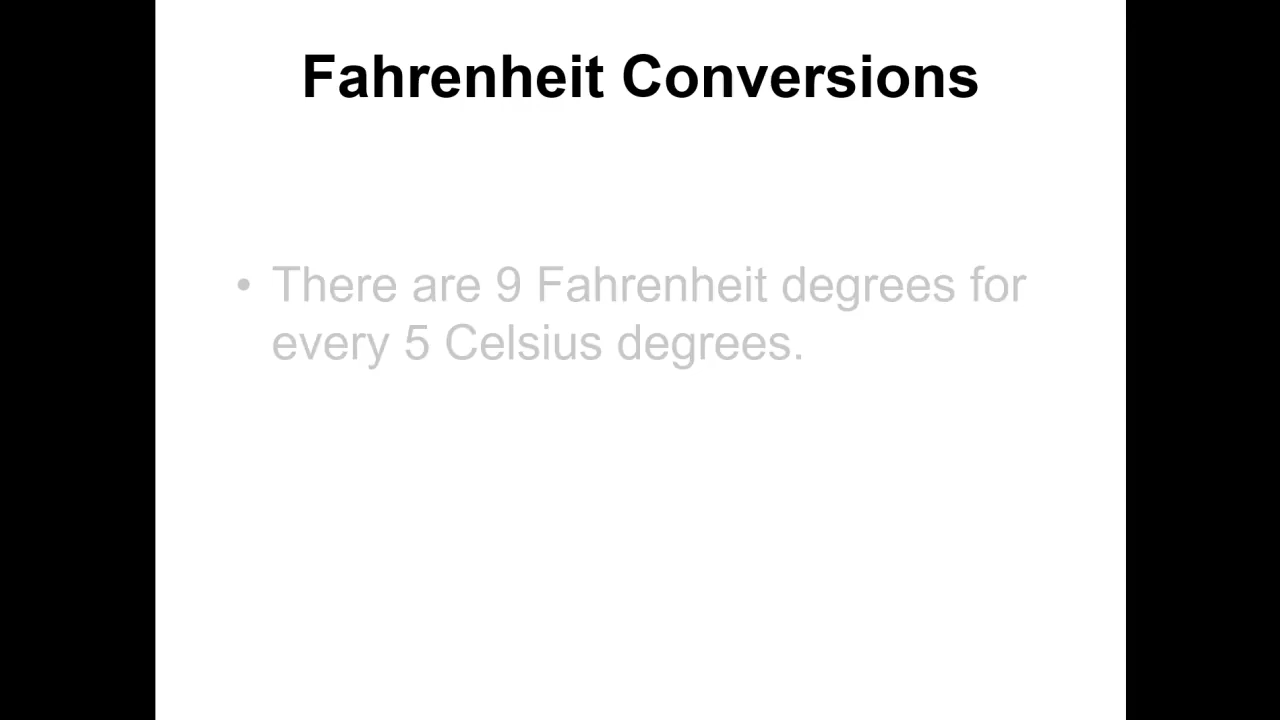 Fahrenheit Conversions
• There are 9 Fahrenheit degrees for
every 5 Celsius degrees.